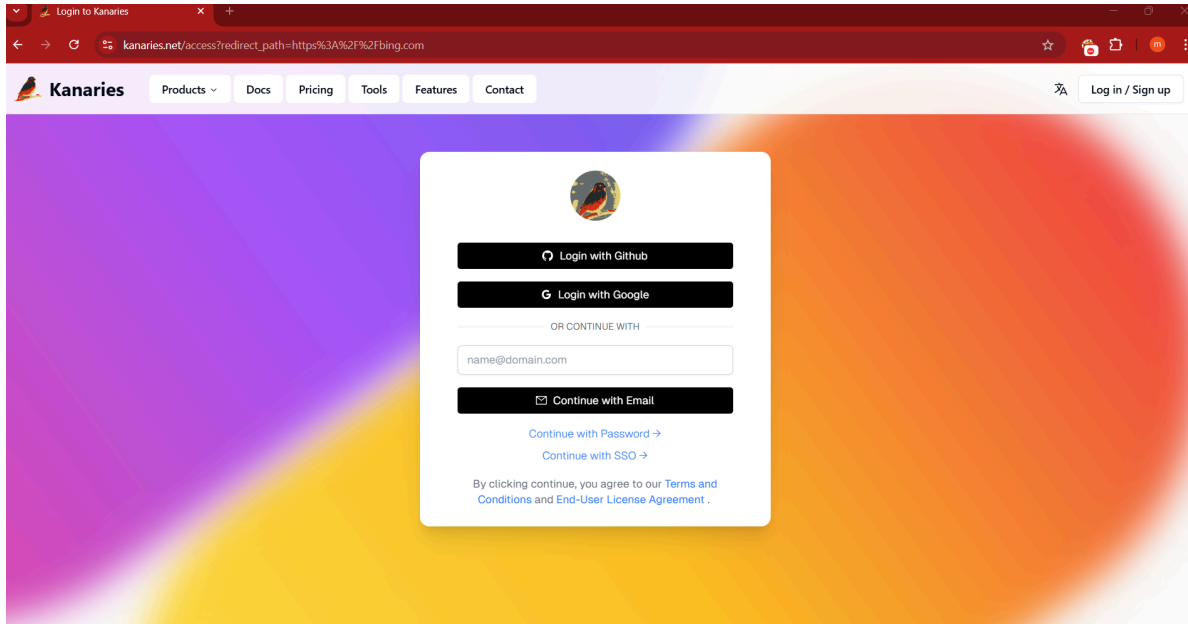 Login to Kanaries
kanaries.net/access?redirect_path=https%3A%2F%2Fbing.com
m
Kanaries
Products
Docs
Pricing
Tools
Features
Contact
Log in / Sign up
Login with Github
G Login with Google
OR CONTINUE WITH
name@domain.com
Continue with Email
Continue with Password →
Continue with SSO →
By clicking continue, you agree to our Terms and
Conditions and End-User License Agreement .